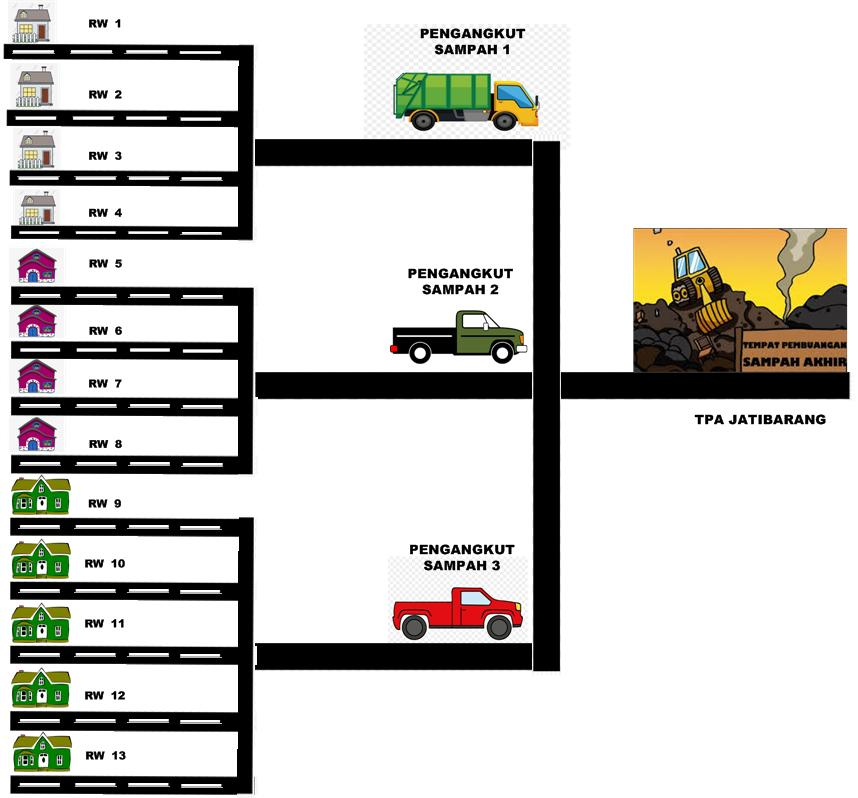 RW 1
RW 2
RW 3
RW 4
RW 5
RW 6
RW 7
RW 8
RW 9
RW 10
RW 11
RW 12
RW 13
PENGANGKUT
SAMPAH 1
PENGANGKUT
SAMPAH 2
PENGANGKUT
SAMPAH 3
TEMPAT PEMBUANGAN
SAMPAH AKHIR
TPA JATIBARANG